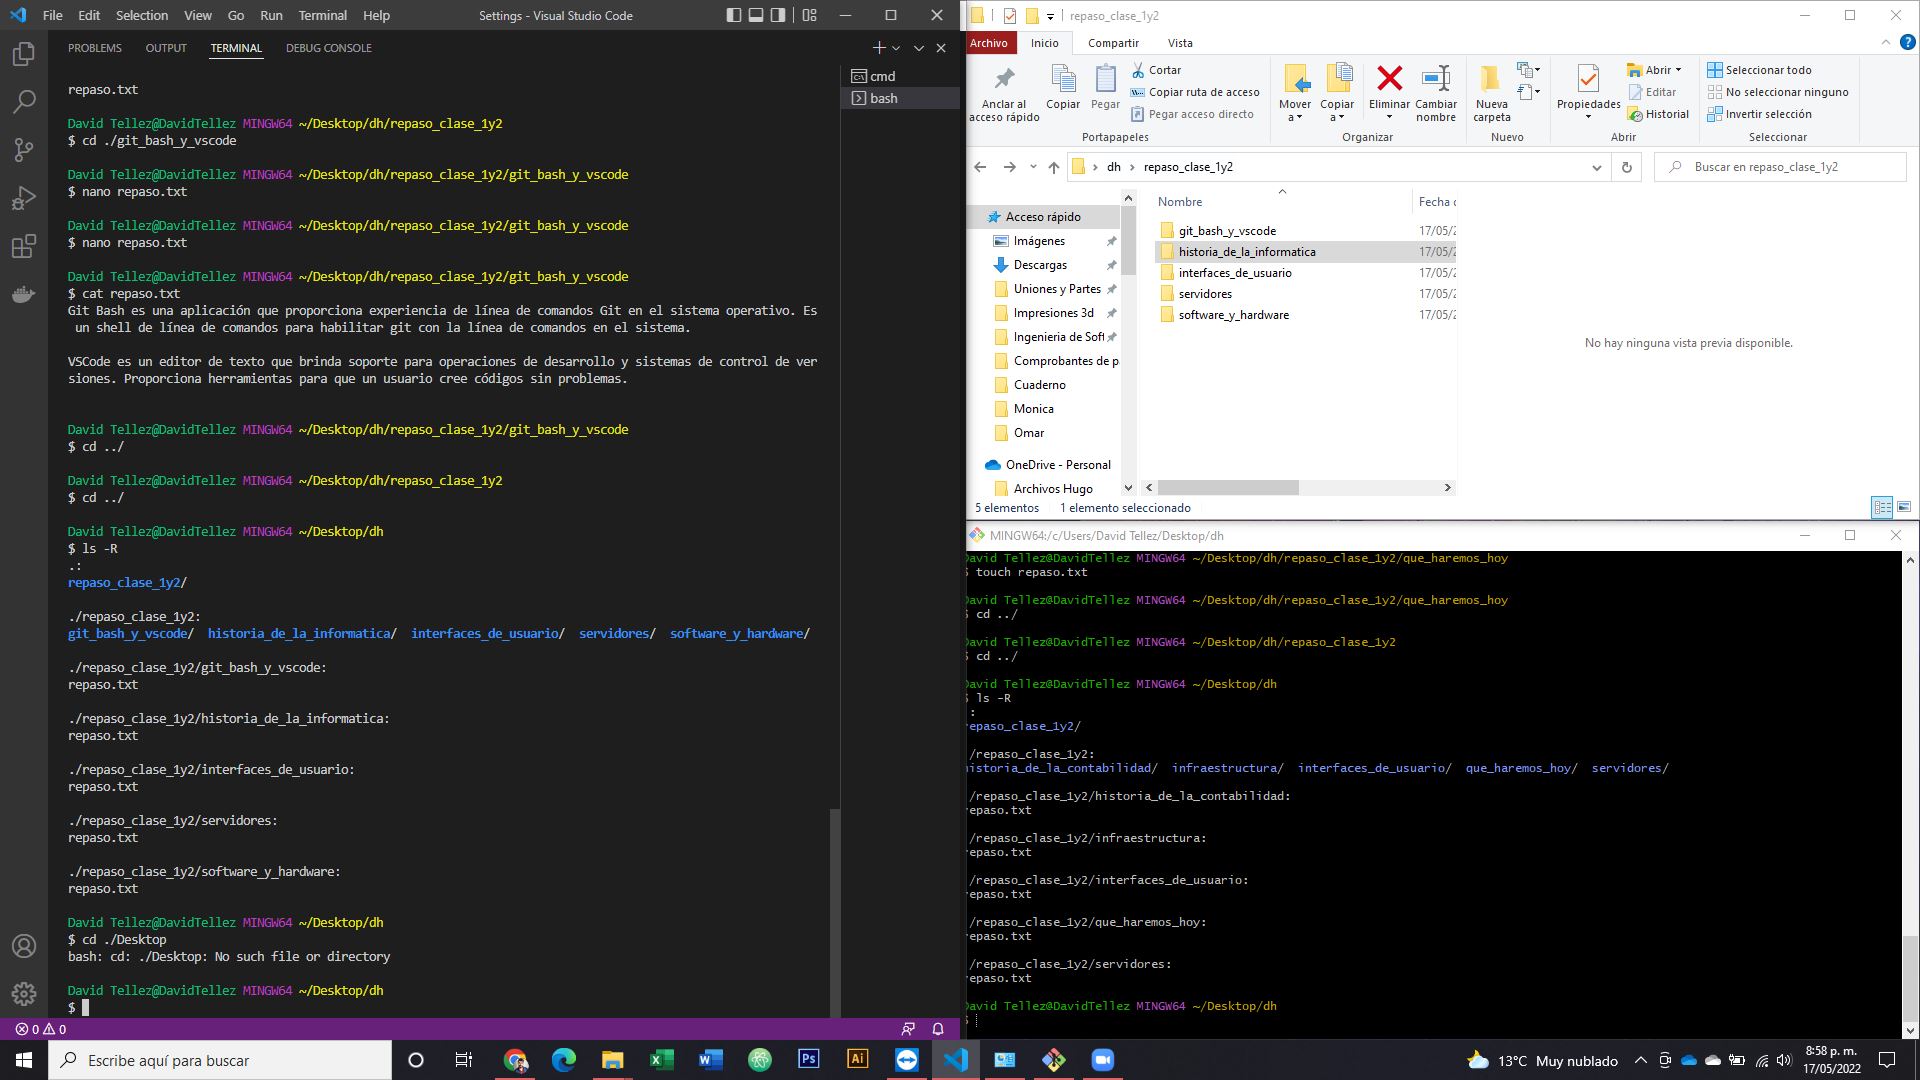 File Edit Selection View Go Run Terminal Help
Settings - Visual Studio Code
PROBLEMS OUTPUT TERMINAL DEBUG CONSOLE
cmd
bash
repaso.txt
David Tellez@DavidTellez MINGW64 ~/Desktop/dh/repaso_clase_1y2
$ cd ./git_bash_y_vscode
David Tellez@DavidTellez MINGW64 ~/Desktop/dh/repaso_clase_1y2/git_bash_y_vscode
$ nano repaso.txt
David Tellez@DavidTellez MINGW64 ~/Desktop/dh/repaso_clase_1y2/git_bash_y_vscode
$ nano repaso.txt
David Tellez@DavidTellez MINGW64 ~/Desktop/dh/repaso_clase_1y2/git_bash_y_vscode
$ cat repaso.txt
Git Bash es una aplicación que proporciona experiencia de línea de comandos Git en el sistema operativo. Es
un shell de línea de comandos para habilitar git con la línea de comandos en el sistema.
VSCode es un editor de texto que brinda soporte para operaciones de desarrollo y sistemas de control de ver
siones. Proporciona herramientas para que un usuario cree códigos sin problemas.
David Tellez@DavidTellez MINGW64 ~/Desktop/dh/repaso_clase_1y2/git_bash_y_vscode
$ cd ../
David Tellez@DavidTellez MINGW64 ~/Desktop/dh/repaso_clase_1y2
$ cd ../
David Tellez@DavidTellez MINGW64 ~/Desktop/dh
$ ls -R
.:
repaso_clase_1y2/
./repaso_clase_1y2:
git_bash_y_vscode/ historia_de_la_informatica/ interfaces_de_usuario/ servidores/ software_y_hardware/
./repaso_clase_1y2/git_bash_y_vscode:
repaso.txt
./repaso_clase_1y2/historia_de_la_informatica:
repaso.txt
./repaso_clase_1y2/interfaces_de_usuario:
repaso.txt
./repaso_clase_1y2/servidores:
repaso.txt
./repaso_clase_1y2/software_y_hardware:
repaso.txt
David Tellez@DavidTellez MINGW64 ~/Desktop/dh
$ cd ./Desktop
bash: cd: ./Desktop: No such file or directory
David Tellez@DavidTellez MINGW64 ~/Desktop/dh
$
0 0
repaso_clase_1y2
Archivo Inicio Compartir Vista
Anclar al acceso rápido
Copiar
Pegar
Cortar
Copiar ruta de acceso
Pegar acceso directo
Portapapeles
Mover a
Copiar a
Eliminar
Cambiar nombre
Organizar
Nueva carpeta
Nuevo
Propiedades
Abrir
Editar
Historial
Abrir
Seleccionar todo
No seleccionar ninguno
Invertir selección
Seleccionar
dh › repaso_clase_1y2
Buscar en repaso_clase_1y2
Acceso rápido
Imágenes
Descargas
Uniones y Partes
Impresiones 3d
Ingenieria de Soft
Comprobantes de p
Cuaderno
Monica
Omar
OneDrive - Personal
Archivos Hugo
Nombre Fecha
git_bash_y_vscode 17/05/2
historia_de_la_informatica 17/05/2
interfaces_de_usuario 17/05/2
servidores 17/05/2
software_y_hardware 17/05/2
No hay ninguna vista previa disponible.
5 elementos 1 elemento seleccionado
MINGW64:/c/Users/David Tellez/Desktop/dh
David Tellez@DavidTellez MINGW64 ~/Desktop/dh/repaso_clase_1y2/que_haremos_hoy
$ touch repaso.txt
David Tellez@DavidTellez MINGW64 ~/Desktop/dh/repaso_clase_1y2/que_haremos_hoy
$ cd ../
David Tellez@DavidTellez MINGW64 ~/Desktop/dh/repaso_clase_1y2
$ cd ../
David Tellez@DavidTellez MINGW64 ~/Desktop/dh
$ ls -R
:
repaso_clase_1y2/
/repaso_clase_1y2:
historia_de_la_contabilidad/ infraestructura/ interfaces_de_usuario/ que_haremos_hoy/ servidores/
/repaso_clase_1y2/historia_de_la_contabilidad:
repaso.txt
/repaso_clase_1y2/infraestructura:
repaso.txt
/repaso_clase_1y2/interfaces_de_usuario:
repaso.txt
/repaso_clase_1y2/que_haremos_hoy:
repaso.txt
/repaso_clase_1y2/servidores:
repaso.txt
David Tellez@DavidTellez MINGW64 ~/Desktop/dh
$
Escribe aquí para buscar
Ps
Ai
13°C Muy nublado
8:58 p. m.
17/05/2022